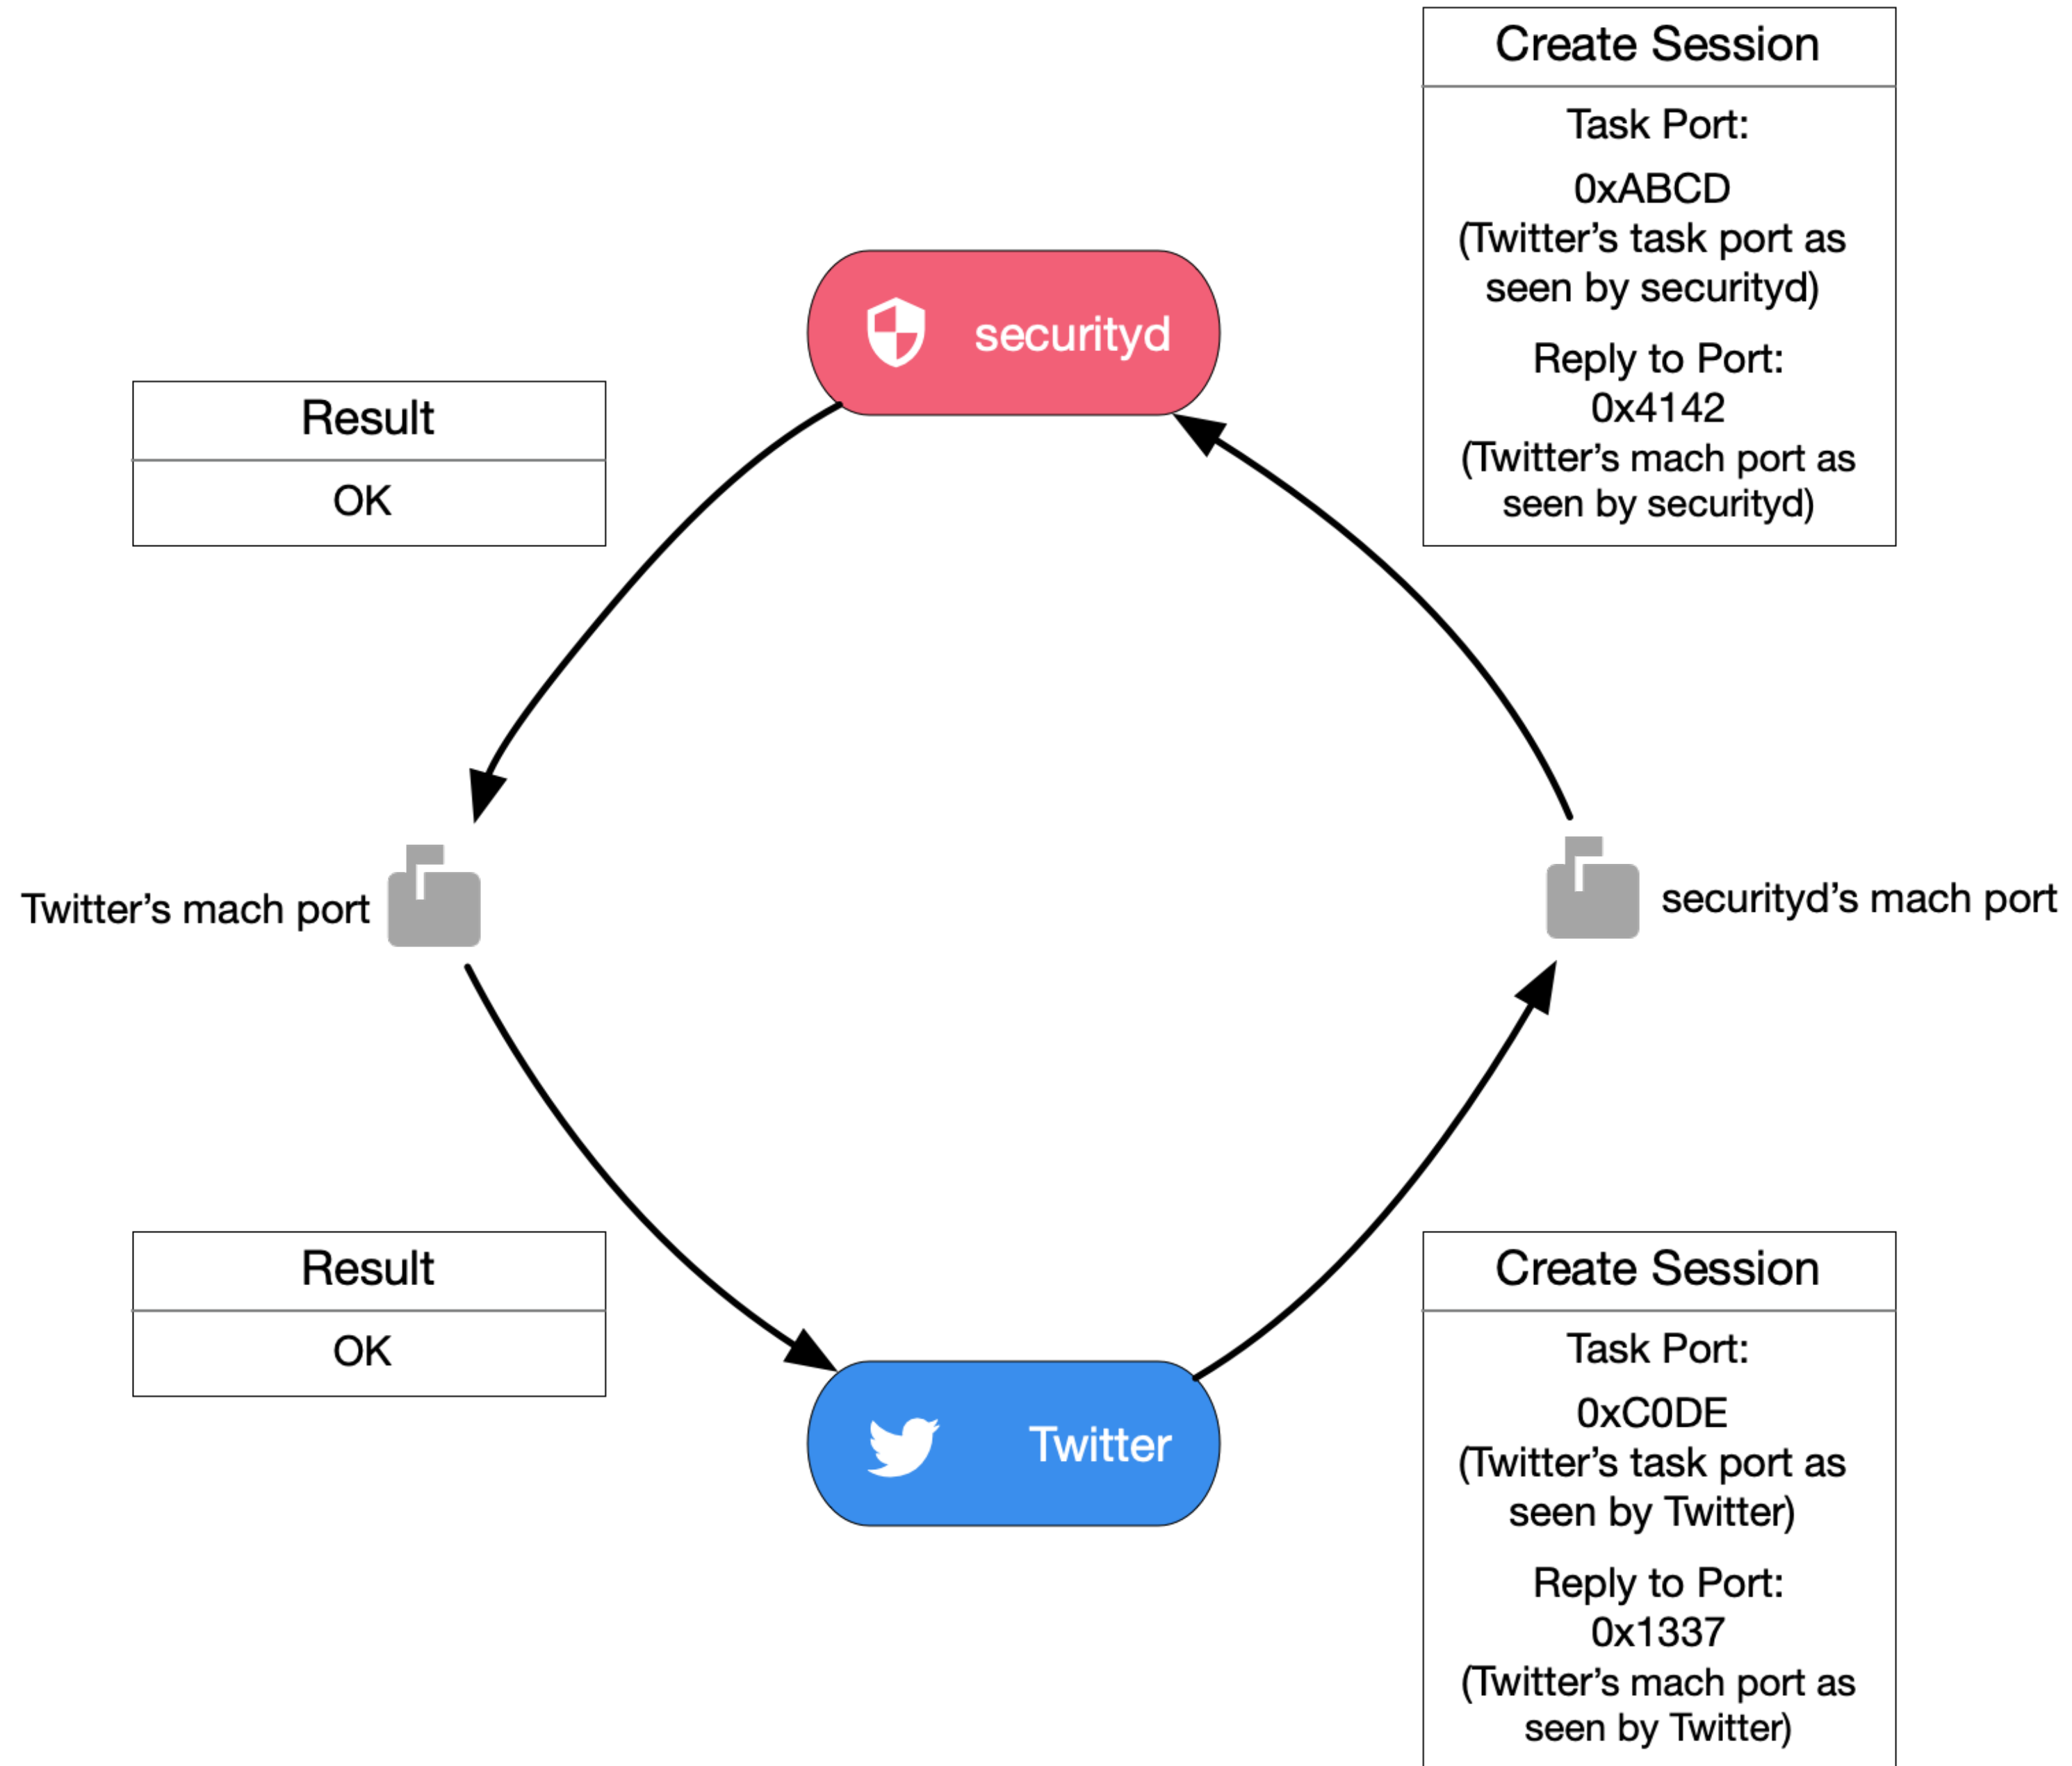 Create Session
Task Port:
0xABCD
(Twitter’s task port as
seen by securityd)
Reply to Port:
0x4142
(Twitter’s mach port as
seen by securityd)
securityd
Result
OK
Twitter’s mach port
securityd’s mach port
Result
OK
Twitter
Create Session
Task Port:
0xC0DE
(Twitter’s task port as
seen by Twitter)
Reply to Port:
0x1337
(Twitter’s mach port as
seen by Twitter)